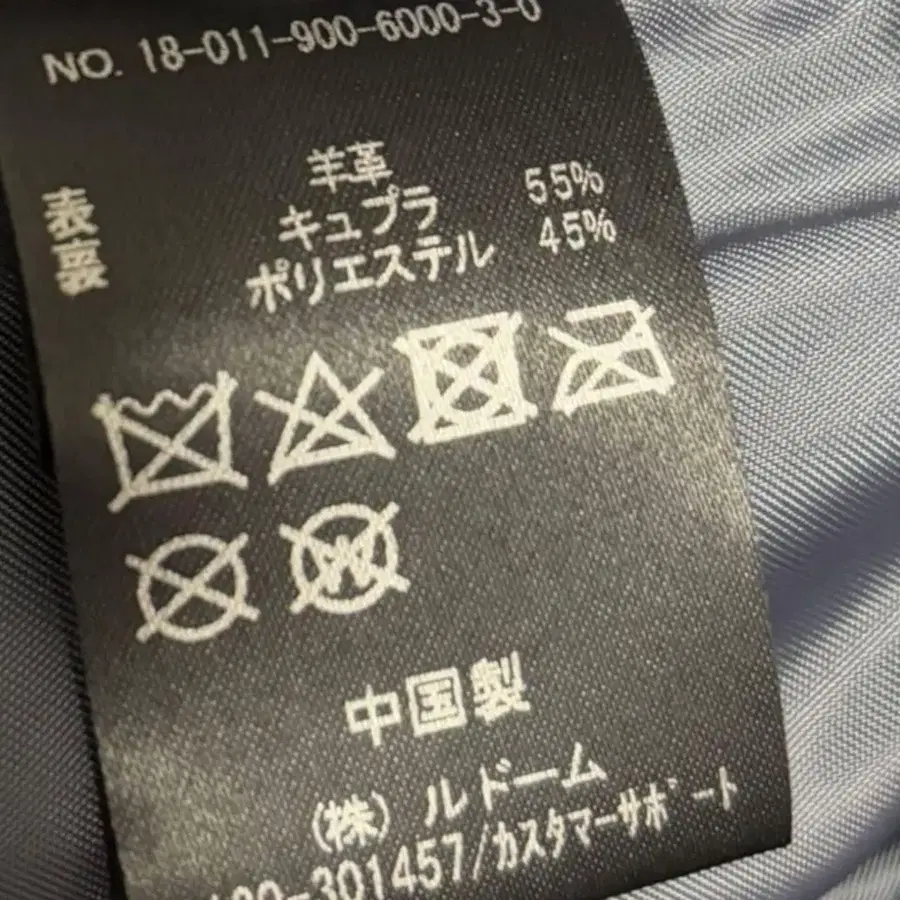 NO. 18-011-900-6000-3-0
表 羊革
裏 キュプラ 55%
ポリエステル 45%
中国製
(株) ルドーム
120-301457/カスタマーサポート